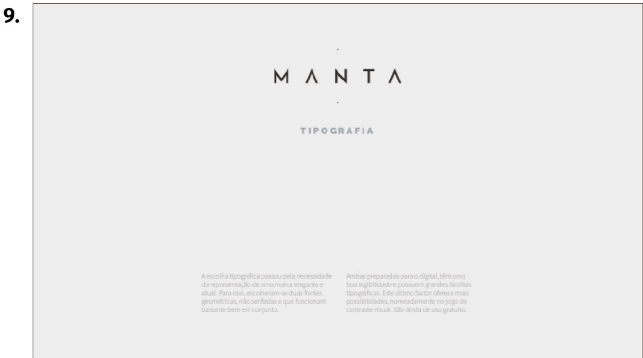 9.
M Λ N T Λ
TIPOGRAFIA
A escolha tipográfica passou pela necessidade
da representação de uma marca elegante e
atual. Para isso, escolheram-se duas fontes
geométricas, não serifadas e que funcionam
bastante bem em conjunto.
Ambas preparadas para o digital, têm uma
boa legibilidade e possuem grandes famílias
tipográficas. Este último factor oferece mais
possibilidades, nomeadamente no jogo de
contraste visual. São ainda de uso gratuito.